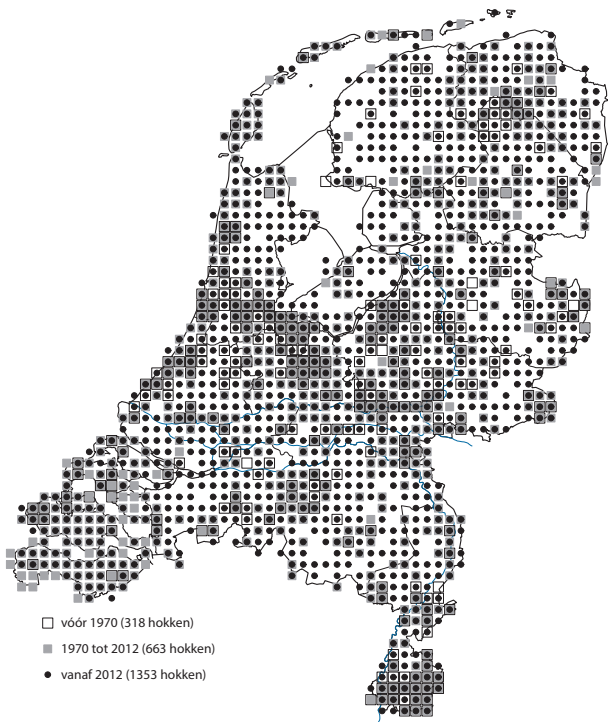 vóór 1970 (318 hokken)
1970 tot 2012 (663 hokken)
vanaf 2012 (1353 hokken)